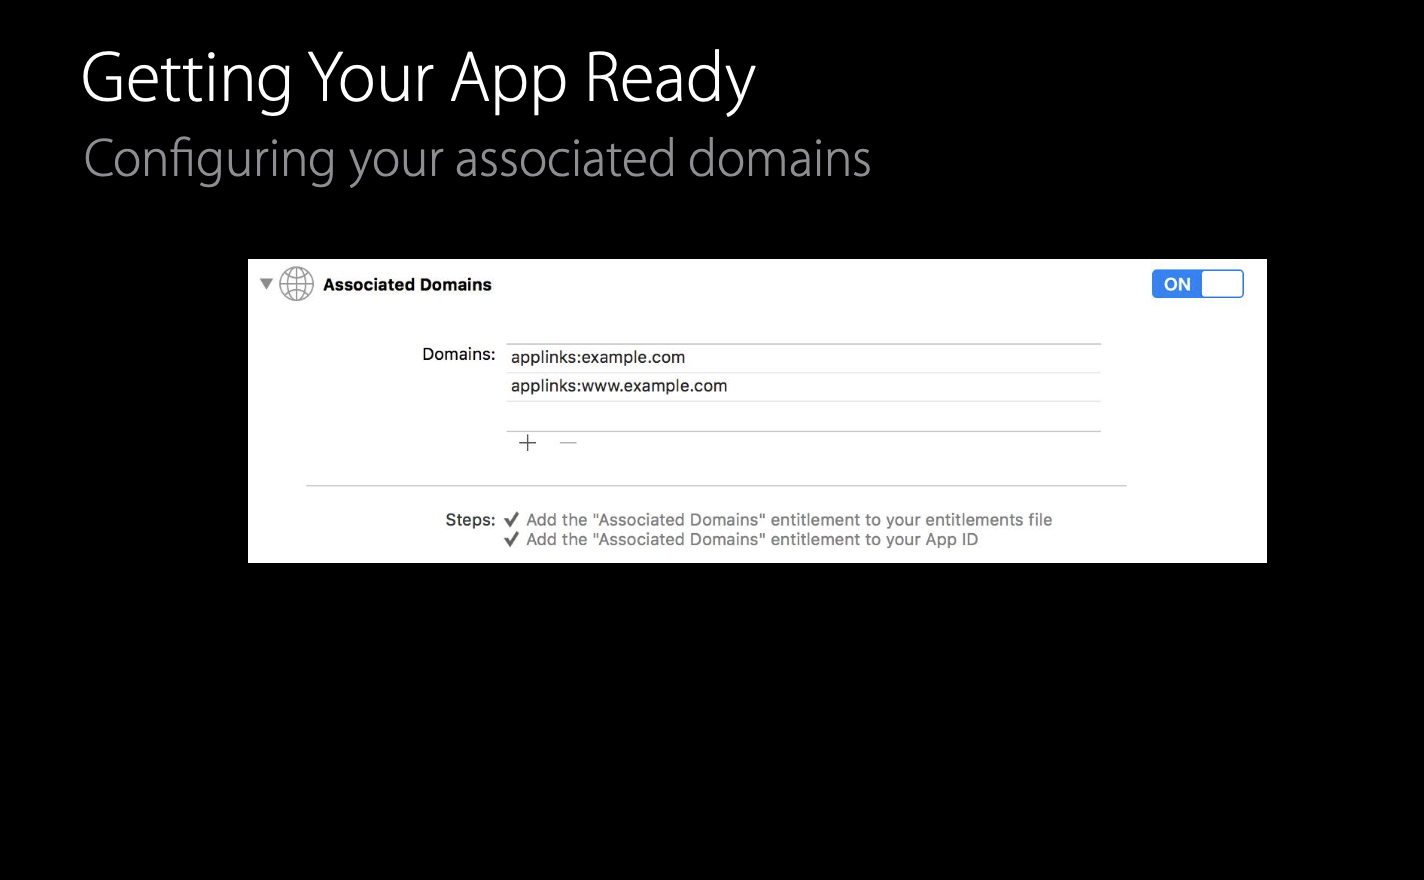 Getting Your App Ready
Configuring your associated domains
Associated Domains
ON
Domains:
applinks:example.com
applinks:www.example.com
Steps: ✔ Add the "Associated Domains" entitlement to your entitlements file
✔ Add the "Associated Domains" entitlement to your App ID